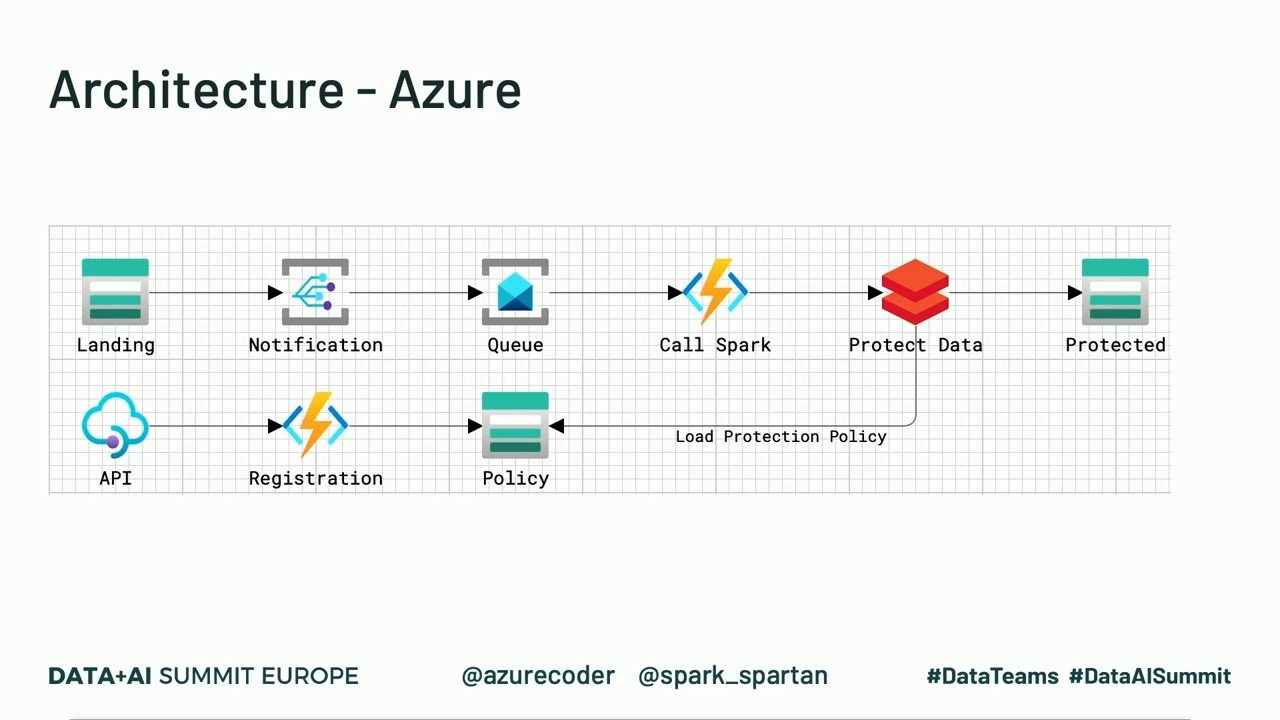 Architecture - Azure
Landing
Notification
Queue
Call Spark
Protect Data
Protected
Load Protection Policy
API
Registration
Policy
DATA+AI SUMMIT EUROPE
@azurecoder @spark_spartan
#DataTeams #DataAISummit